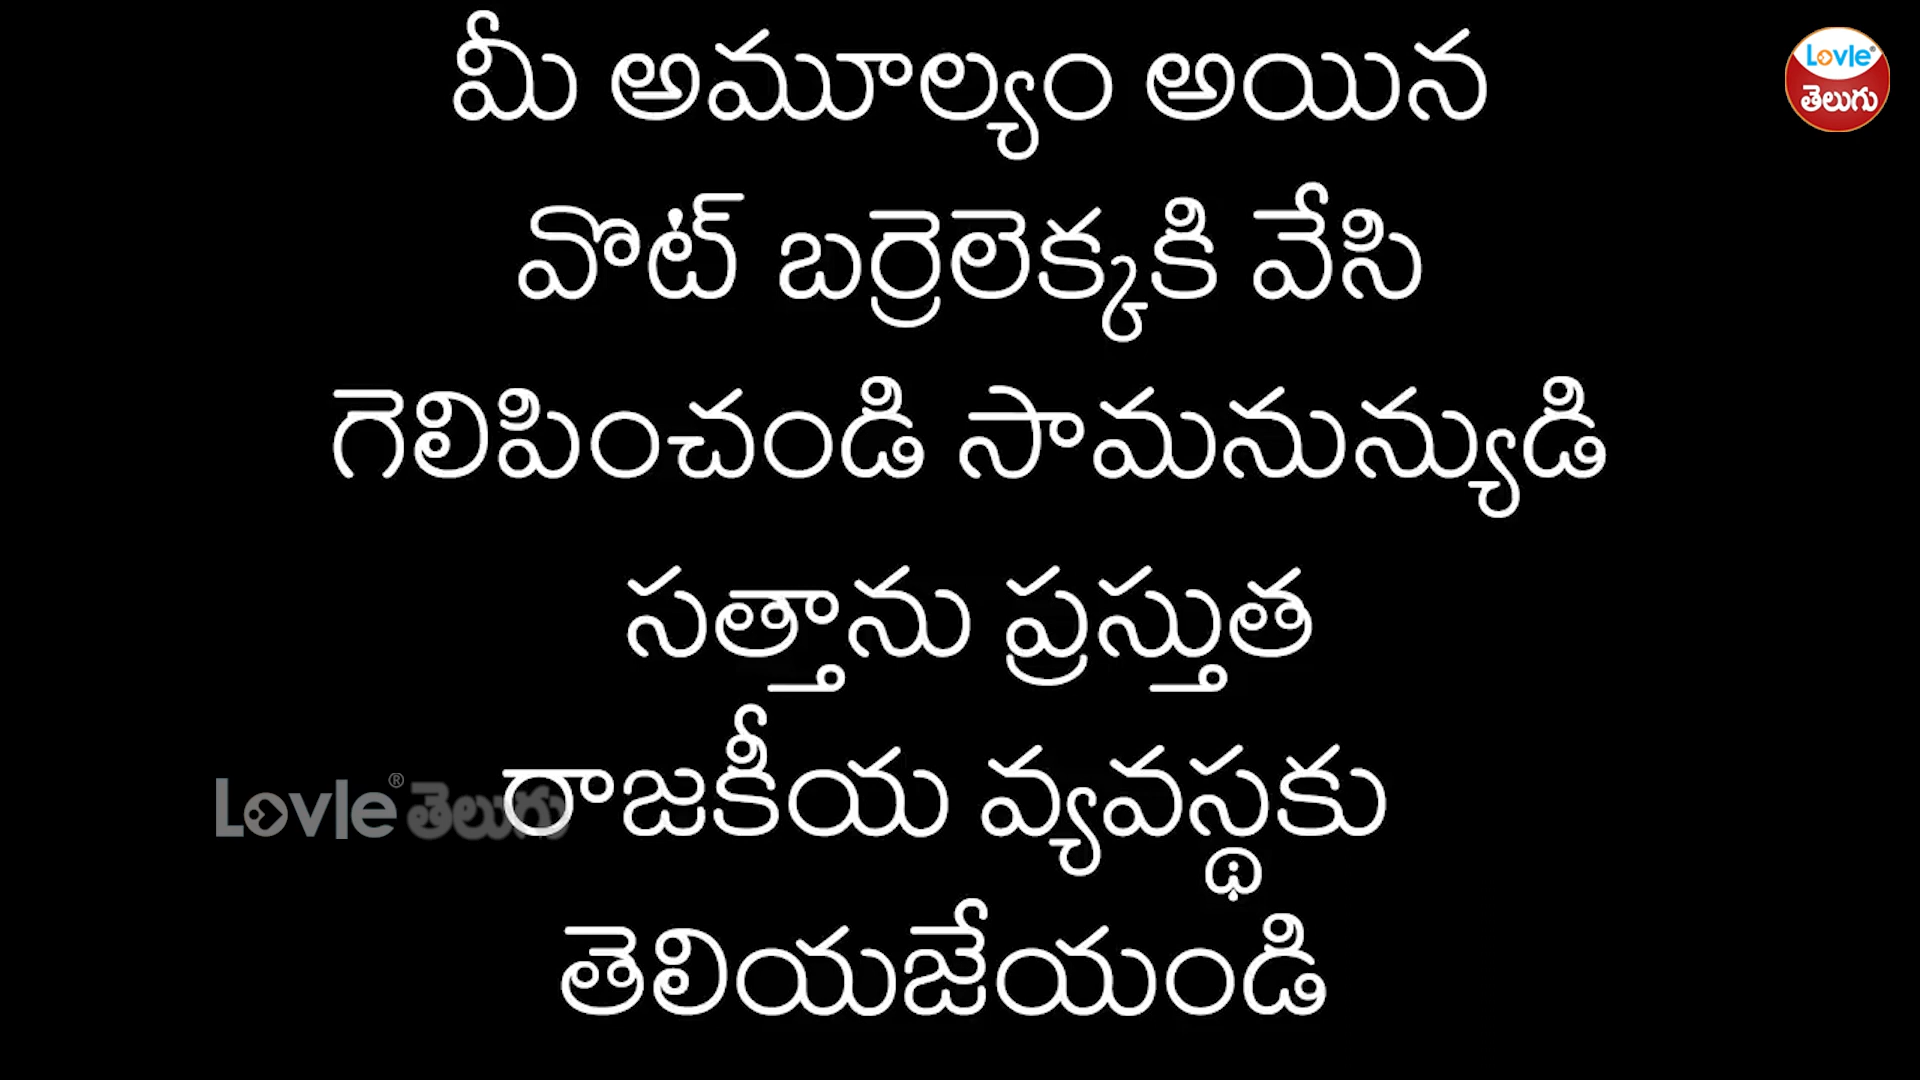 మీ అమూల్యం అయిన
Lovle®
తెలుగు
వొట్ బర్రెలెక్కకి వేసి
గెలిపించండి సామనున్యుడి
సత్తాను ప్రస్తుత
Lovle® తెలుగు
రాజకీయ వ్యవస్థకు
తెలియజేయండి